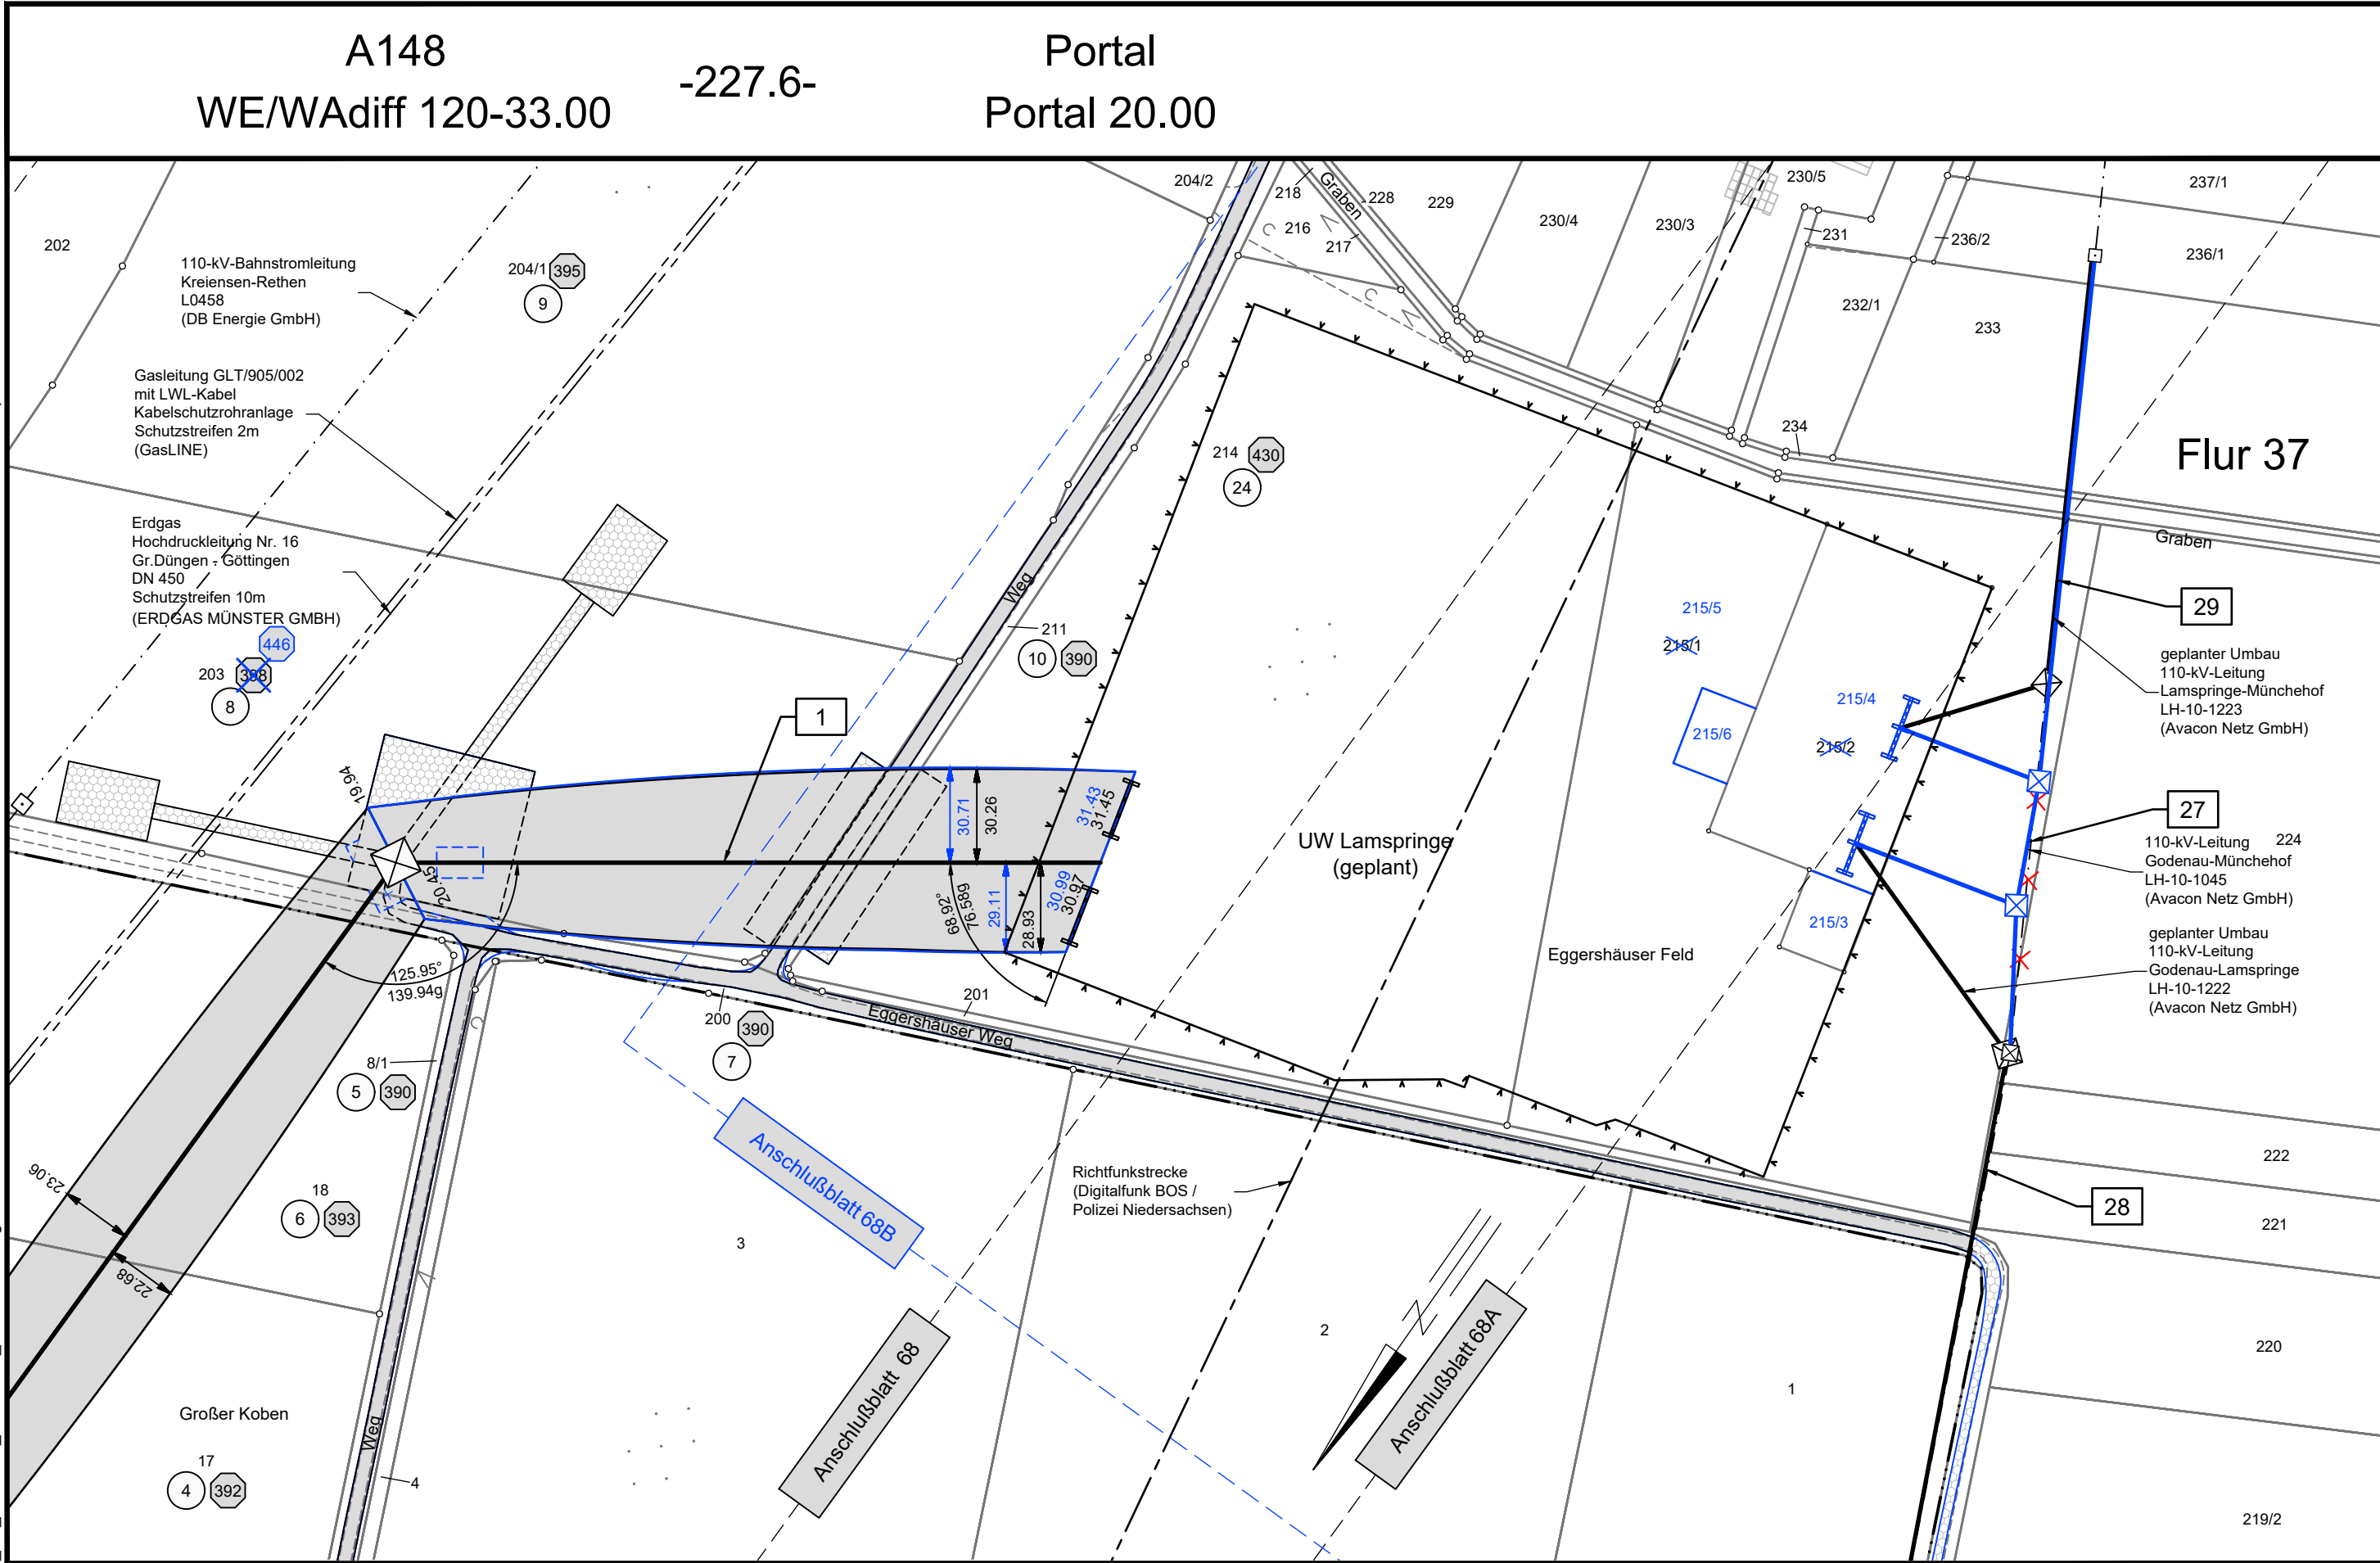 A148
WE/WAdiff 120-33.00
-227.6-
Portal
Portal 20.00
202
110-kV-Bahnstromleitung
Kreiensen-Rethen
L0458
(DB Energie GmbH)
204/1 395
9
Gasleitung GLT/905/002
mit LWL-Kabel
Kabelschutzrohranlage
Schutzstreifen 2m
(GasLINE)
Erdgas
Hochdruckleitung Nr. 16
Gr.Düngen - Göttingen
DN 450
Schutzstreifen 10m
(ERDGAS MÜNSTER GMBH)
446
203 398
8
204/2
218
Graben
228
229
216
217
230/4
230/3
230/5
231
236/2
237/1
236/1
232/1
233
234
Flur 37
Graben
214 430
24
Weg
211
10 390
1
215/5
215/1
215/4
215/6
215/2
215/3
29
geplanter Umbau
110-kV-Leitung
Lamspringe-Münchehof
LH-10-1223
(Avacon Netz GmbH)
27
110-kV-Leitung 224
Godenau-Münchehof
LH-10-1045
(Avacon Netz GmbH)
geplanter Umbau
110-kV-Leitung
Godenau-Lamspringe
LH-10-1222
(Avacon Netz GmbH)
19.94
20.45
30.71
30.26
31.43
31.45
29.11
28.93
30.99
30.97
68.92°
76.58g
125.95°
139.94g
UW Lamspringe
(geplant)
Eggershäuser Feld
201
200 390
7
Eggershäuser Weg
8/1
5 390
23.06
22.68
18
6 393
Anschlußblatt 68B
3
Richtfunkstrecke
(Digitalfunk BOS /
Polizei Niedersachsen)
28
222
221
220
219/2
2
1
Anschlußblatt 68
Anschlußblatt 68A
N
Großer Koben
17
4 392
Weg
4